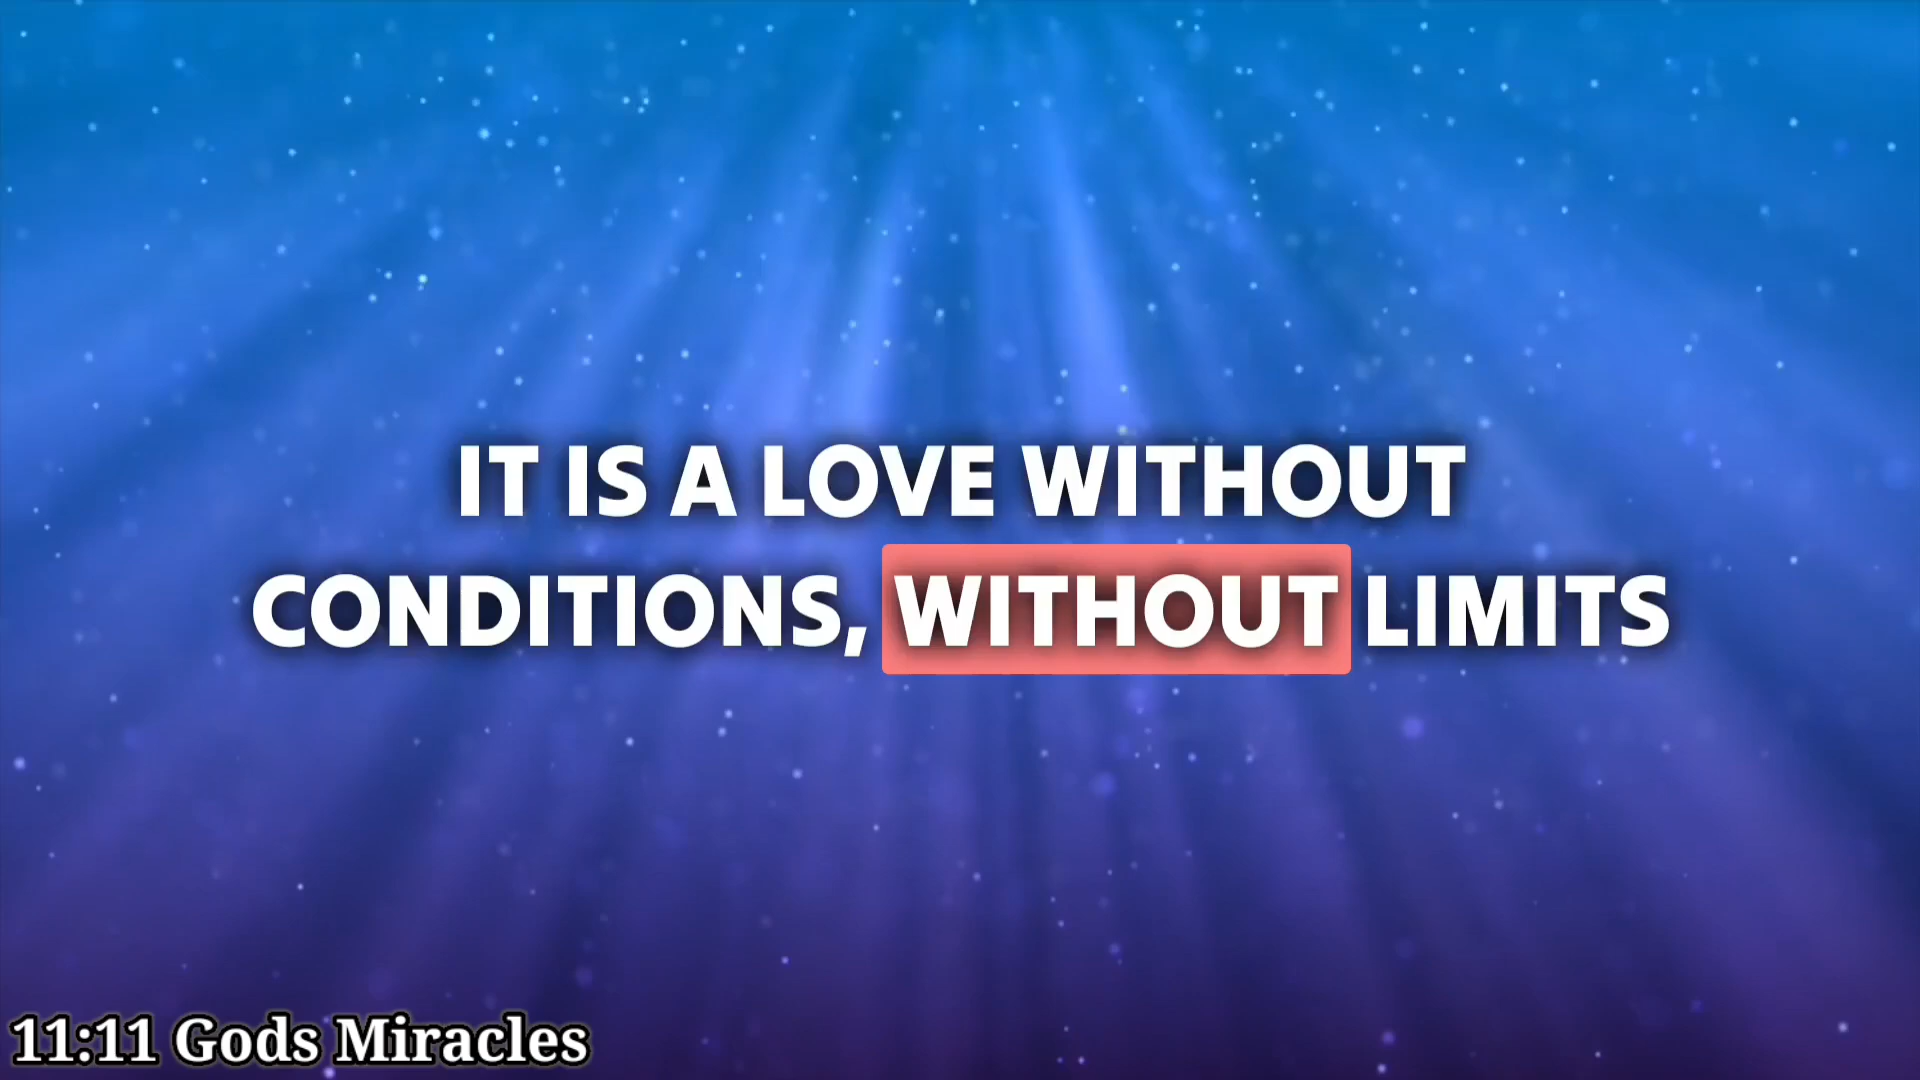 IT IS A LOVE WITHOUT
CONDITIONS, WITHOUT LIMITS
11:11 Gods Miracles